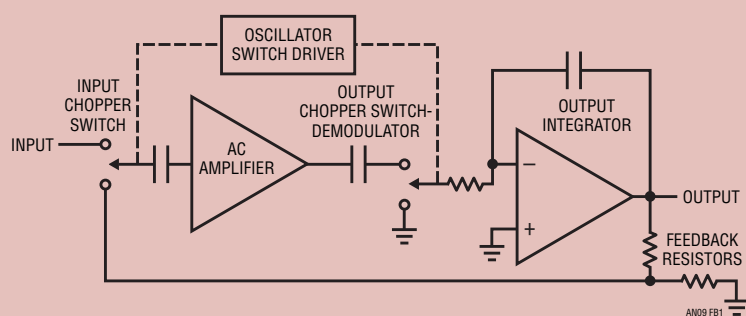 OSCILLATOR
SWITCH DRIVER
INPUT
CHOPPER
SWITCH
OUTPUT
CHOPPER SWITCH-
DEMODULATOR
OUTPUT
INTEGRATOR
INPUT
AC
AMPLIFIER
–
+
OUTPUT
FEEDBACK
RESISTORS
AN09 FB1